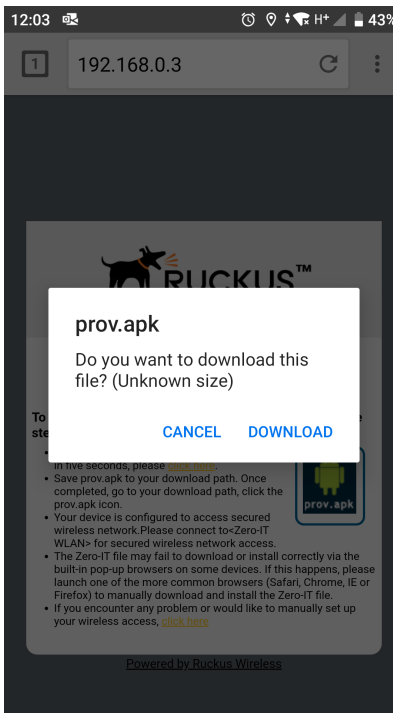 12:03 H+ 43%
1 192.168.0.3
RUCKUS™
prov.apk
Do you want to download this
file? (Unknown size)
CANCEL DOWNLOAD
To
ste
in five seconds, please click here.
• Save prov.apk to your download path. Once
completed, go to your download path, click the
prov.apk icon.
prov.apk
• Your device is configured to access secured
wireless network.Please connect to<Zero-IT
WLAN> for secured wireless network access.
• The Zero-IT file may fail to download or install correctly via the
built-in pop-up browsers on some devices. If this happens, please
launch one of the more common browsers (Safari, Chrome, IE or
Firefox) to manually download and install the Zero-IT file.
• If you encounter any problem or would like to manually set up
your wireless access, click here
Powered by Ruckus Wireless